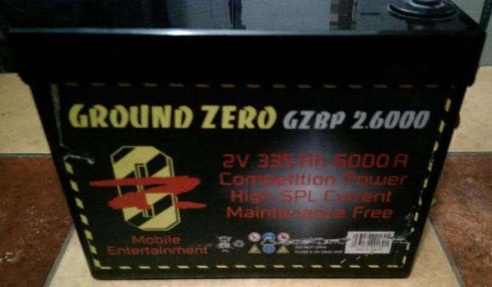 GROUND ZERO GZBP 2.6000
2V 335 Ah 6000 A
Competition Power
High SPL Current
Maintenance Free
Mobile
Entertainment